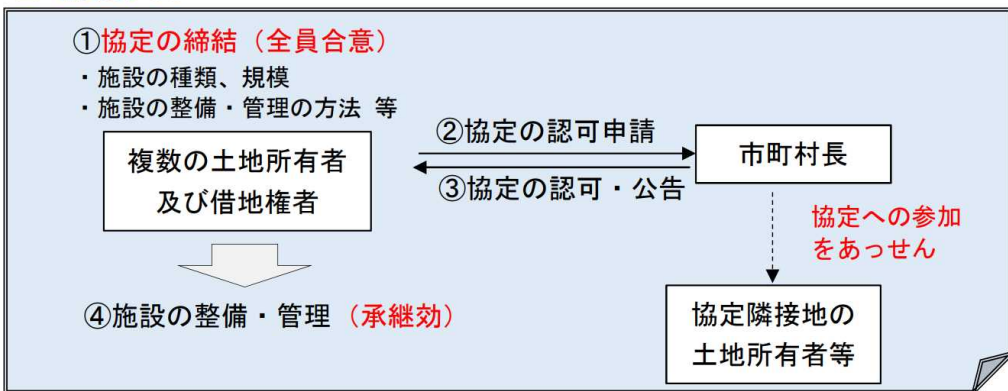 ①協定の締結（全員合意）
・施設の種類、規模
・施設の整備・管理の方法 等
複数の土地所有者
及び借地権者
②協定の認可申請
③協定の認可・公告
市町村長
協定への参加
をあっせん
④施設の整備・管理（承継効）
協定隣接地の
土地所有者等